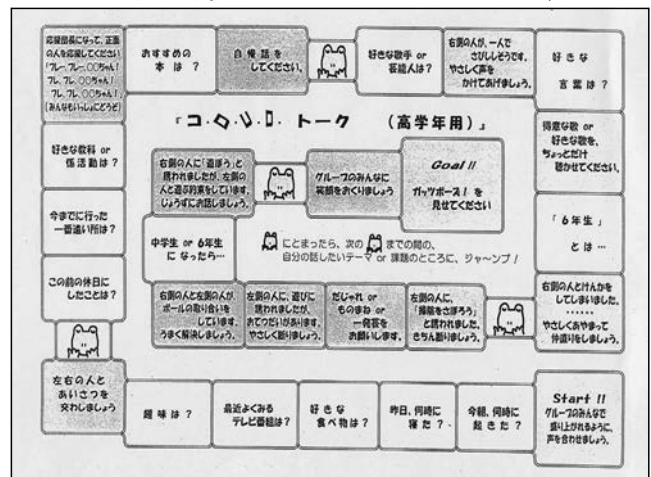 応援団長になって、正面
の人を応援してください
「フレー、フレー、〇〇ちゃん！
フレ、フレ、〇〇ちゃん！
フレ、フレ、〇〇ちゃん！」
(みんなもいっしょにどうぞ)
おすすめの
本は？
自慢話を
してください。
好きな歌手 or
芸能人は？
右側の人が、一人で
さびししそうです。
やさしく声を
かけてあげましょう。
好きな
言葉は？
『コ・ロ・ル・トーク　(高学年用)』
好きな教科 or
係活動は？
右側の人に「遊ぼう」と
誘われましたが、左側の
人と遊ぶ約束をしています。
じょうずにお話しましょう。
グループのみんなに
笑顔をおくりましょう
Goal !!
ガッツポーズ！を
見せてください
得意な歌 or
好きな歌を、
ちょっとだけ
聴かせてください。
今までに行った
一番遠い所は？
中学生 or 6年生
になったら…
にとまったら、次の までの間の、
自分の話したいテーマ or 課題のところに、ジャ～ンプ！
「6年生」
とは…
この前の休日に
したことは？
右側の人と左側の人が、
ボールの取り合いを
しています。
うまく解決しましょう。
左側の人に、遊びに
誘われましたが、
おてつだいがあります。
やさしく断りましょう。
だじゃれ or
ものまね or
一発芸を
お願いします。
左側の人に、
「掃除をさぼろう」
と誘われました。
きちん断りましょう。
右側の人とけんかを
してしまいました。
……
やさしくあやまって
仲直りをしましょう。
左右の人と
あいさつを
交わしましょう
趣味は？
最近よくみる
テレビ番組は？
好きな
食べ物は？
昨日、何時に
寝た？
今朝、何時に
起きた？
Start !!
グループのみんなで
盛り上がれるように、
声を合わせましょう。